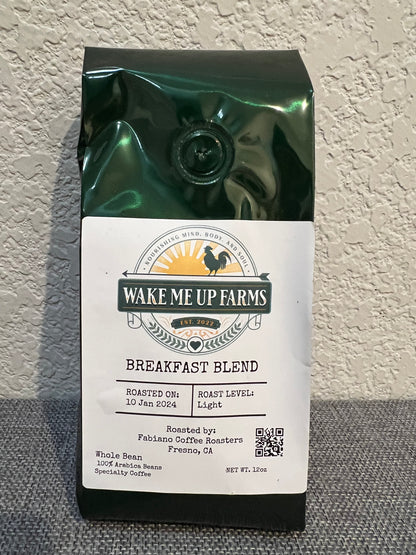 NOURISHING MIND, BODY, AND SOUL
WAKE ME UP FARMS
EST. 2022
BREAKFAST BLEND
ROASTED ON:
10 Jan 2024
ROAST LEVEL:
Light
Roasted by:
Fabiano Coffee Roasters
Fresno, CA
Whole Bean
100% Arabica Beans
Specialty Coffee
NET WT. 12oz